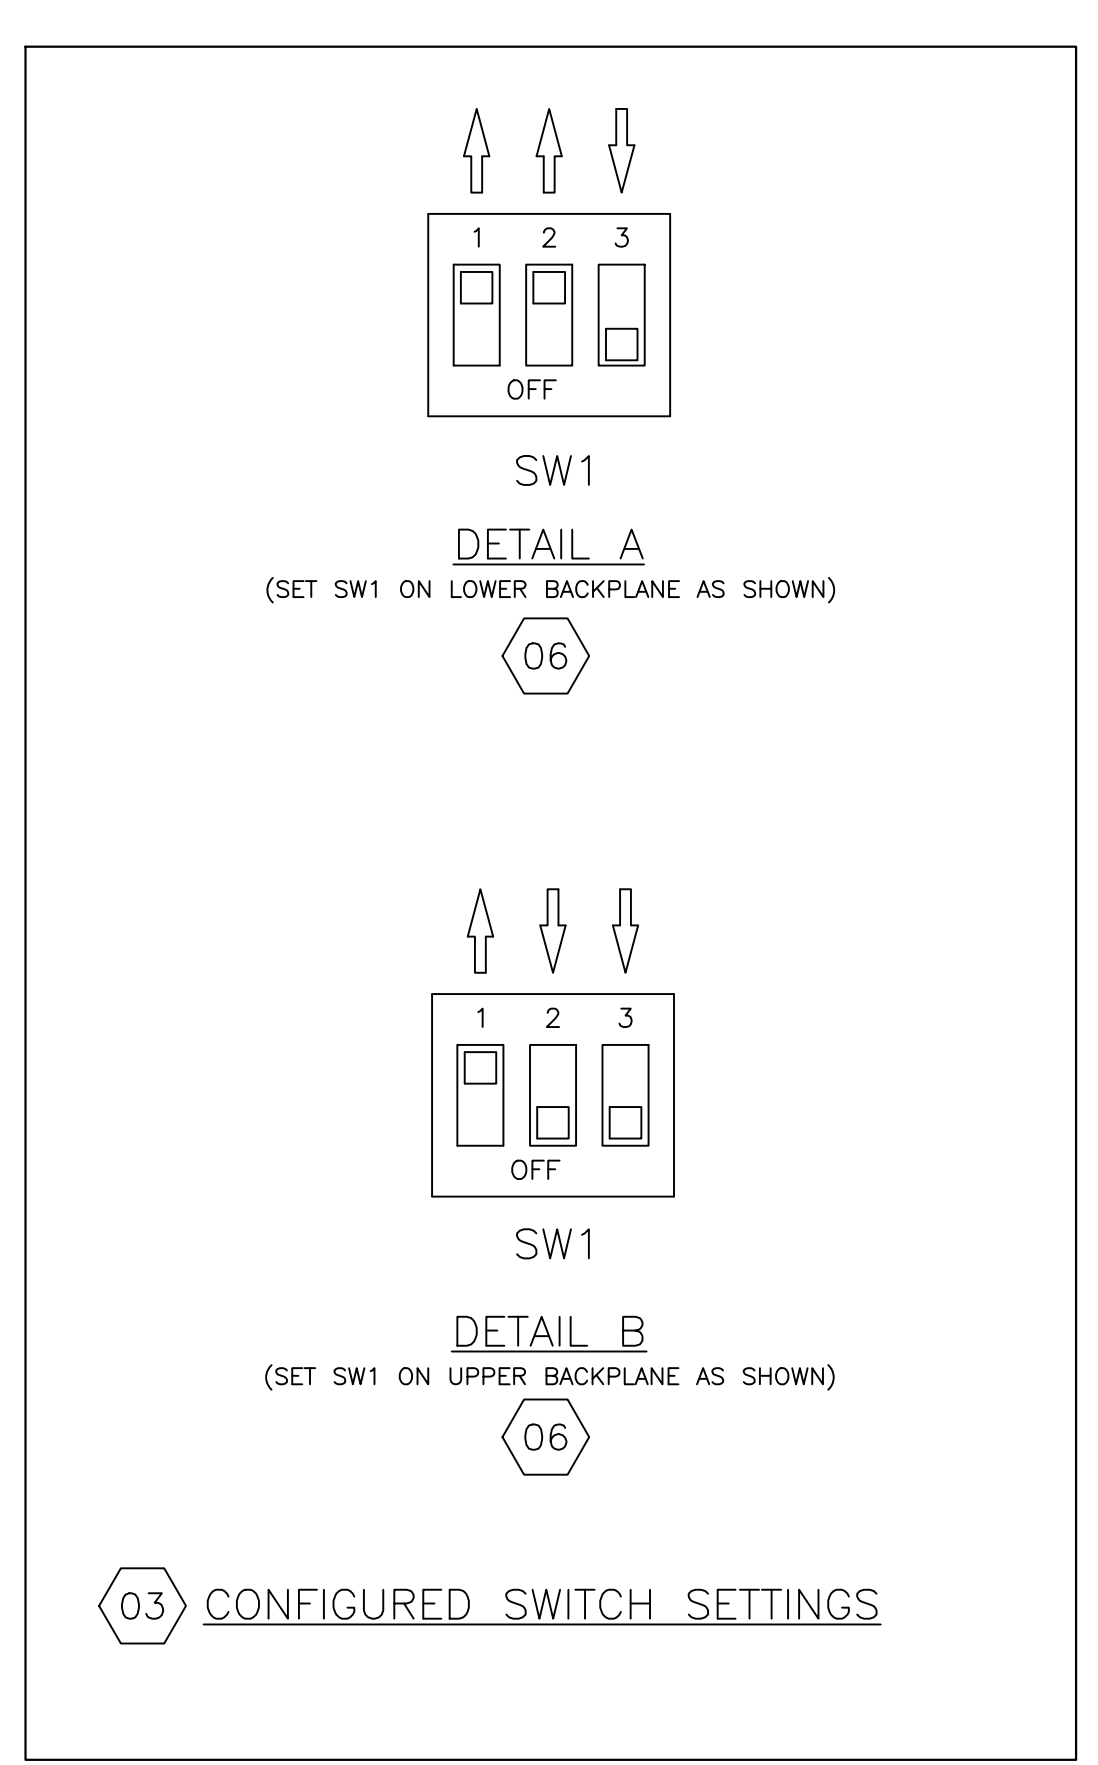 1 2 3
OFF
SW1
DETAIL A
(SET SW1 ON LOWER BACKPLANE AS SHOWN)
06
1 2 3
OFF
SW1
DETAIL B
(SET SW1 ON UPPER BACKPLANE AS SHOWN)
06
03 CONFIGURED SWITCH SETTINGS